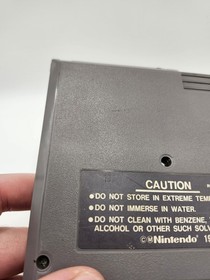 CAUTION
●DO NOT STORE IN EXTREME TEM
●DO NOT IMMERSE IN WATER.
●DO NOT CLEAN WITH BENZENE,
ALCOHOL OR OTHER SUCH SOLV
©Ⓜ Nintendo 19